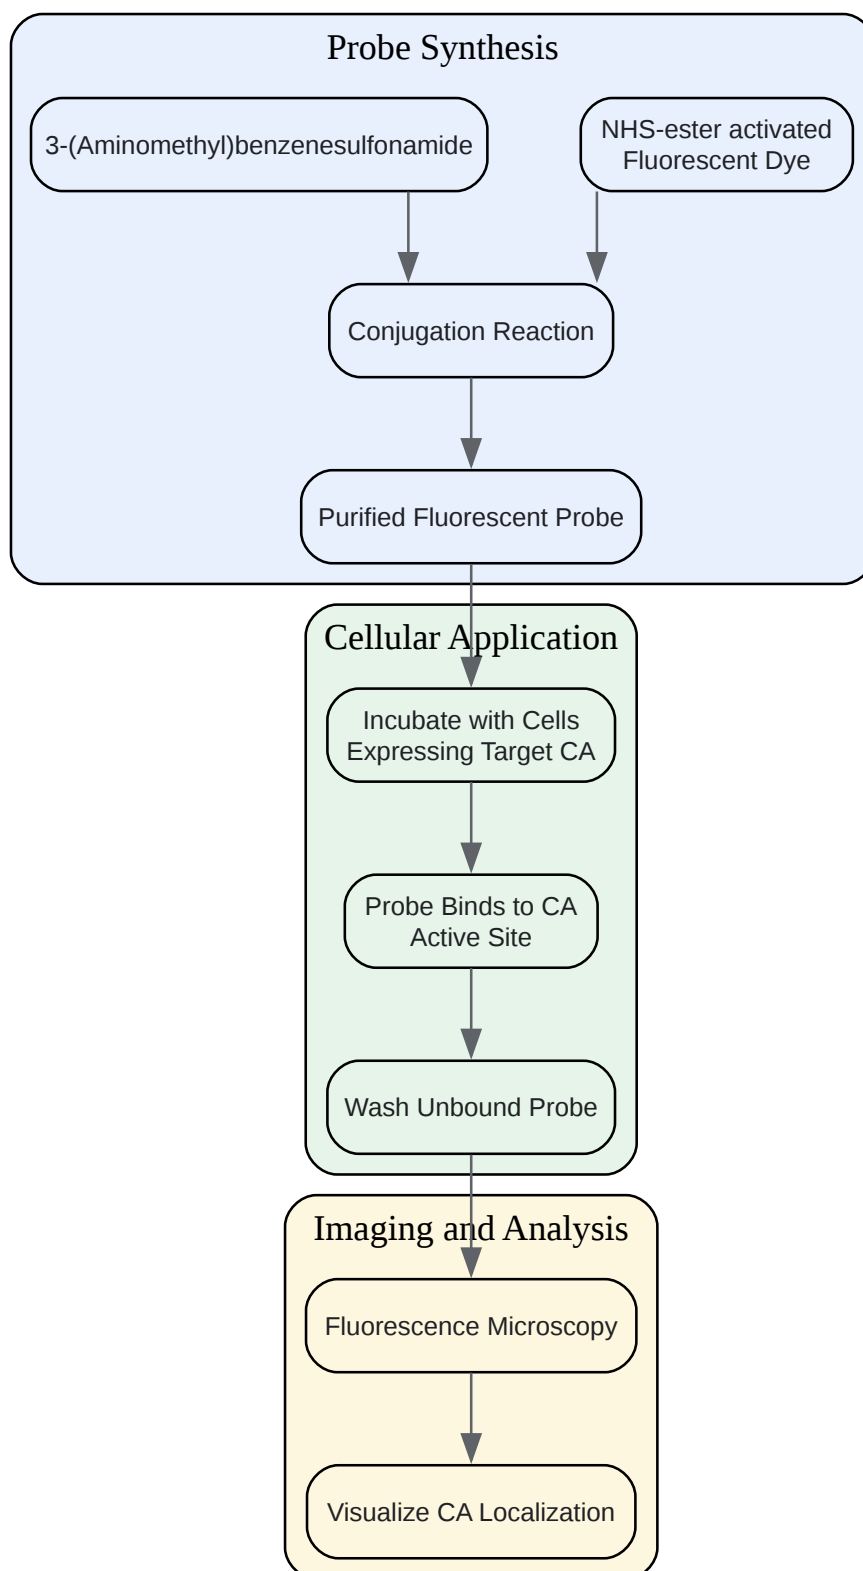 Probe Synthesis
3-(Aminomethyl)benzenesulfonamide
NHS-ester activated
Fluorescent Dye
Conjugation Reaction
Purified Fluorescent Probe
Cellular Application
Incubate with Cells
Expressing Target CA
Probe Binds to CA
Active Site
Wash Unbound Probe
Imaging and Analysis
Fluorescence Microscopy
Visualize CA Localization